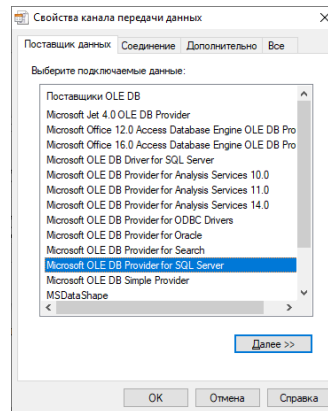 Свойства канала передачи данных
Поставщик данных Соединение Дополнительно Все
Выберите подключаемые данные:
Поставщики OLE DB
Microsoft Jet 4.0 OLE DB Provider
Microsoft Office 12.0 Access Database Engine OLE DB Pro
Microsoft Office 16.0 Access Database Engine OLE DB Pro
Microsoft OLE DB Driver for SQL Server
Microsoft OLE DB Provider for Analysis Services 10.0
Microsoft OLE DB Provider for Analysis Services 11.0
Microsoft OLE DB Provider for Analysis Services 14.0
Microsoft OLE DB Provider for ODBC Drivers
Microsoft OLE DB Provider for Oracle
Microsoft OLE DB Provider for Search
Microsoft OLE DB Provider for SQL Server
Microsoft OLE DB Simple Provider
MSDataShape
Далее >>
OK Отмена Справка